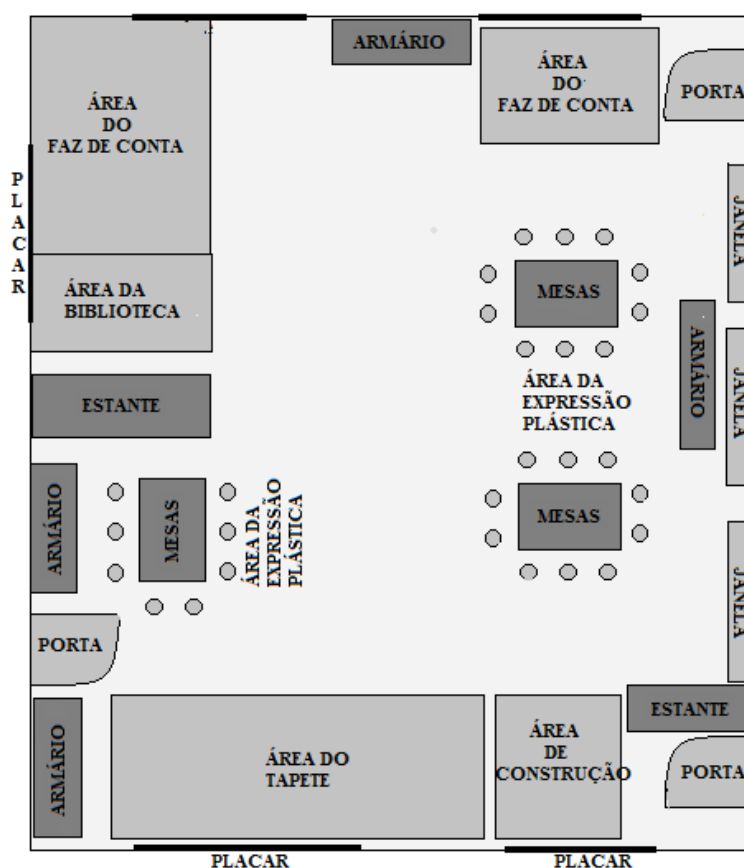 ARMÁRIO
ÁREA
DO
FAZ DE CONTA
ÁREA
DO
FAZ DE CONTA
PORTA
PLACAR
JANELA
ÁREA DA
BIBLIOTECA
MESAS
ARMÁRIO
JANELA
ESTANTE
ÁREA DA
EXPRESSÃO
PLÁSTICA
ARMÁRIO
MESAS
ÁREA DA
EXPRESSÃO
PLÁSTICA
MESAS
JANELA
PORTA
ESTANTE
ARMÁRIO
ÁREA DO
TAPETE
ÁREA
DE
CONSTRUÇÃO
PORTA
PLACAR
PLACAR